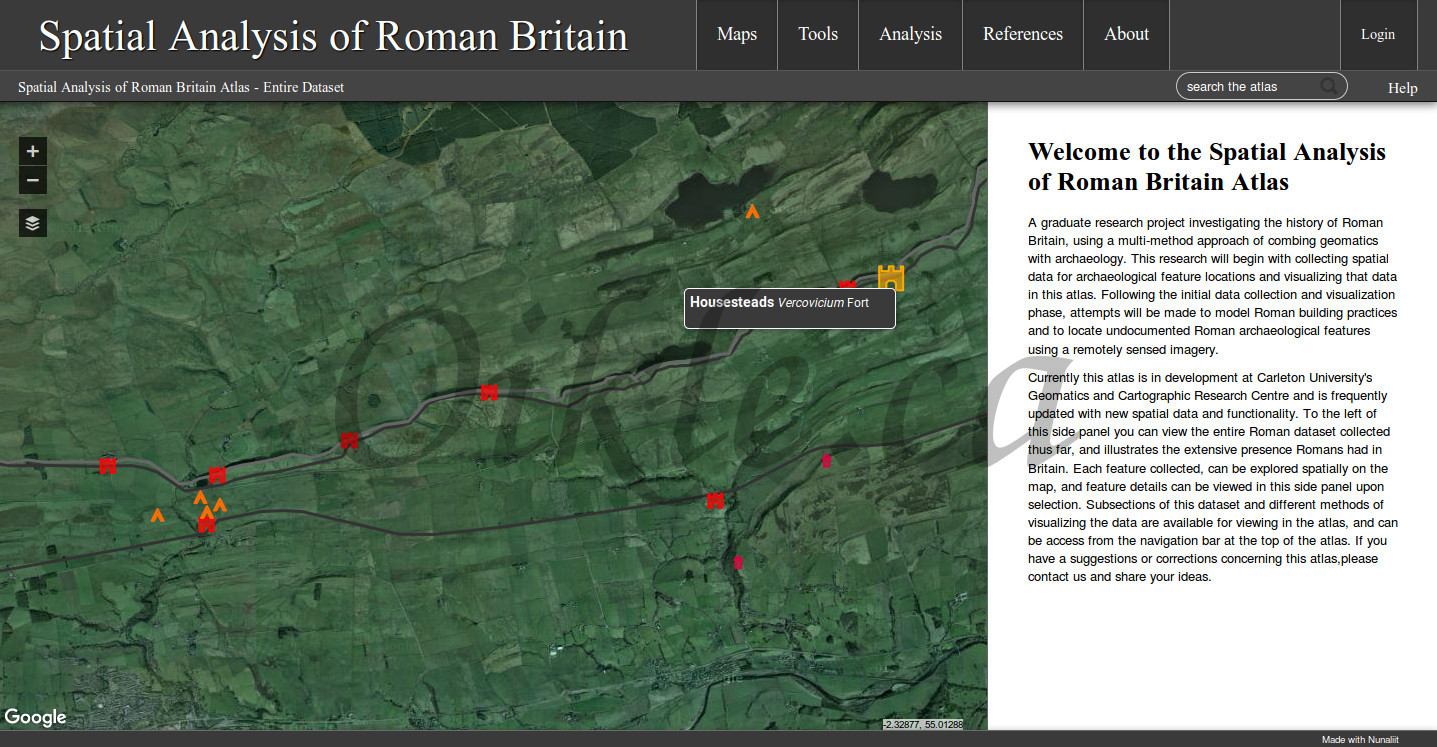 Spatial Analysis of Roman Britain
Maps
Tools
Analysis
References
About
Login
Spatial Analysis of Roman Britain Atlas - Entire Dataset
search the atlas
Help
+
−
Housesteads Vercovicium Fort
Welcome to the Spatial Analysis
of Roman Britain Atlas
A graduate research project investigating the history of Roman
Britain, using a multi-method approach of combing geomatics
with archaeology. This research will begin with collecting spatial
data for archaeological feature locations and visualizing that data
in this atlas. Following the initial data collection and visualization
phase, attempts will be made to model Roman building practices
and to locate undocumented Roman archaeological features
using a remotely sensed imagery.
Currently this atlas is in development at Carleton University's
Geomatics and Cartographic Research Centre and is frequently
updated with new spatial data and functionality. To the left of
this side panel you can view the entire Roman dataset collected
thus far, and illustrates the extensive presence Romans had in
Britain. Each feature collected, can be explored spatially on the
map, and feature details can be viewed in this side panel upon
selection. Subsections of this dataset and different methods of
visualizing the data are available for viewing in the atlas, and can
be access from the navigation bar at the top of the atlas. If you
have a suggestions or corrections concerning this atlas,please
contact us and share your ideas.
Google
-2.32877, 55.01288
Made with Nunaliit